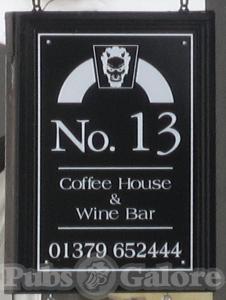 No. 13
Coffee House
&
Wine Bar
01379 652444
Pubs Galore